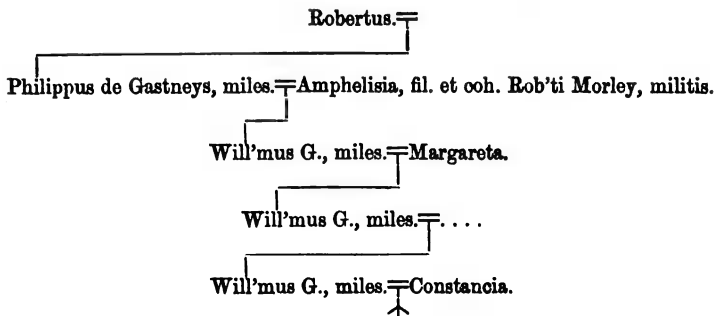 Robertus.
Philippus de Gastneys, miles. Amphelisia, fil. et coh. Rob'ti Morley, militis.
Will'mus G., miles. Margareta.
Will'mus G., miles. . . . .
Will'mus G., miles. Constancia.